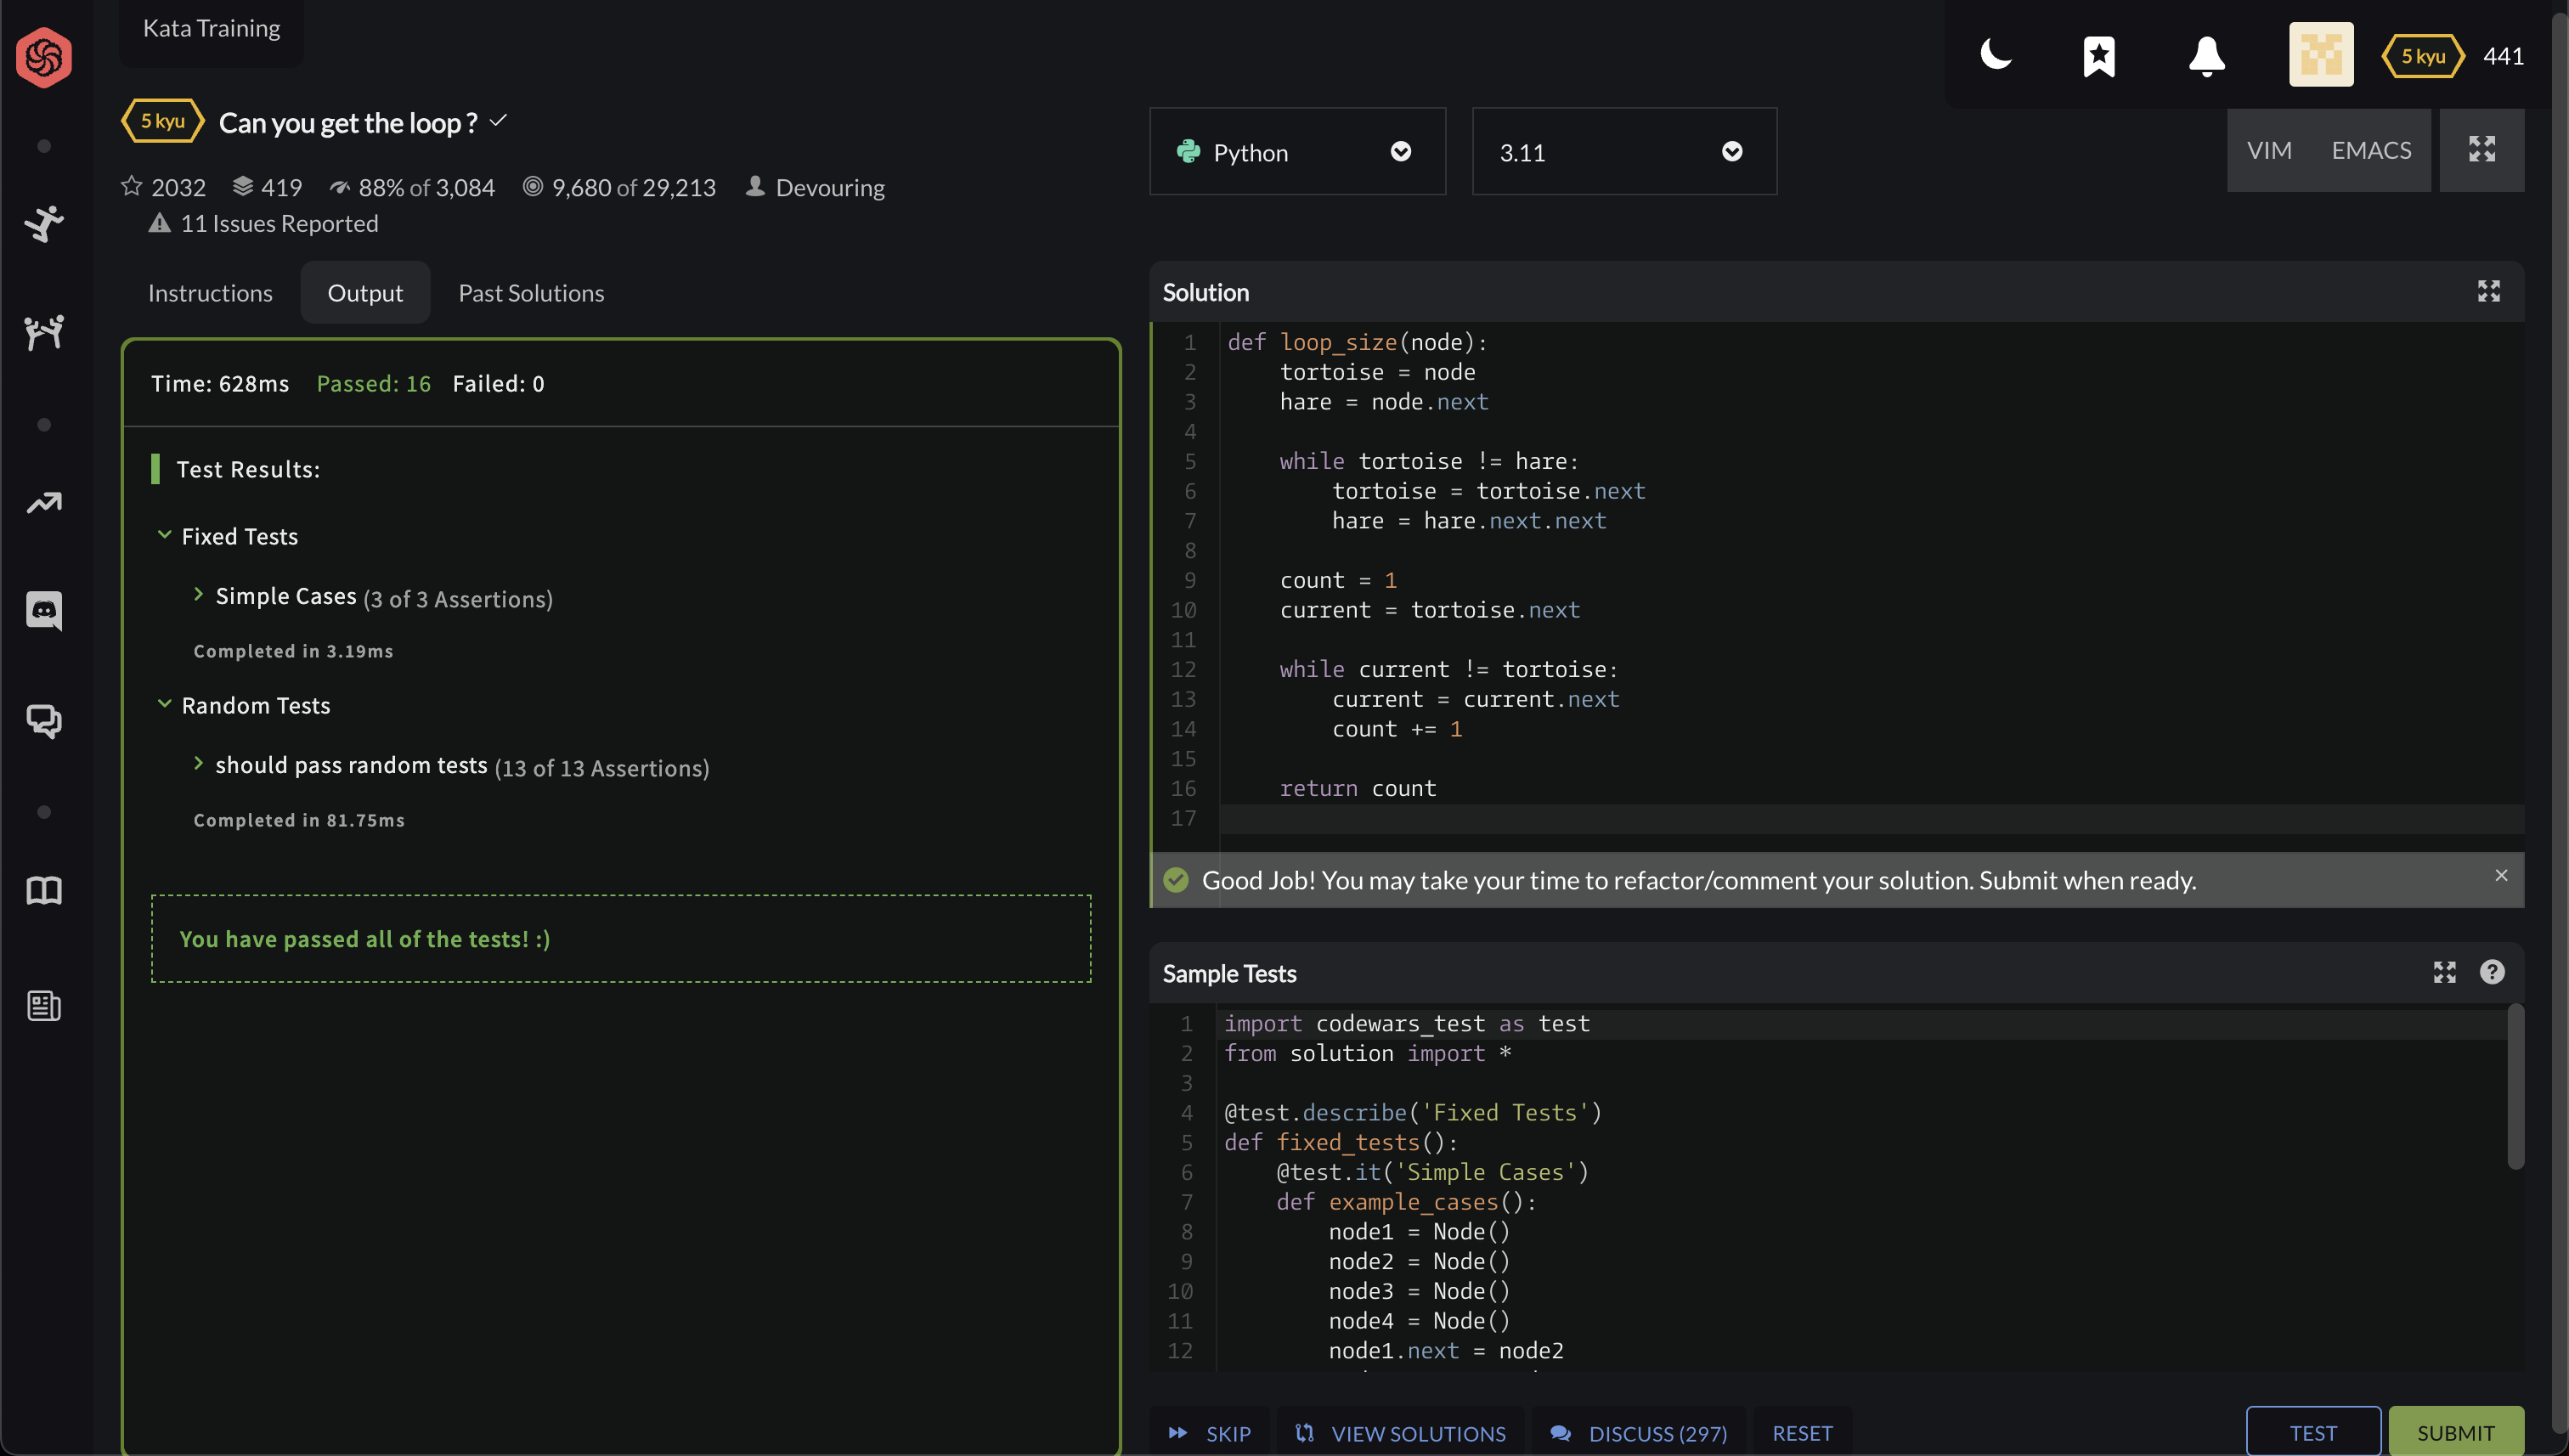 Kata Training
5 kyu 441
5 kyu Can you get the loop ?
2032 419 88% of 3,084 9,680 of 29,213 Devouring
11 Issues Reported
Python 3.11 VIM EMACS
Instructions Output Past Solutions
Time: 628ms Passed: 16 Failed: 0
Test Results:
Fixed Tests
Simple Cases (3 of 3 Assertions)
Completed in 3.19ms
Random Tests
should pass random tests (13 of 13 Assertions)
Completed in 81.75ms
You have passed all of the tests! :)
Solution
1 def loop_size(node):
2     tortoise = node
3     hare = node.next
4
5     while tortoise != hare:
6         tortoise = tortoise.next
7         hare = hare.next.next
8
9     count = 1
10     current = tortoise.next
11
12     while current != tortoise:
13         current = current.next
14         count += 1
15
16     return count
17
Good Job! You may take your time to refactor/comment your solution. Submit when ready.
Sample Tests
1 import codewars_test as test
2 from solution import *
3
4 @test.describe('Fixed Tests')
5 def fixed_tests():
6     @test.it('Simple Cases')
7     def example_cases():
8         node1 = Node()
9         node2 = Node()
10         node3 = Node()
11         node4 = Node()
12         node1.next = node2
SKIP VIEW SOLUTIONS DISCUSS (297) RESET TEST SUBMIT